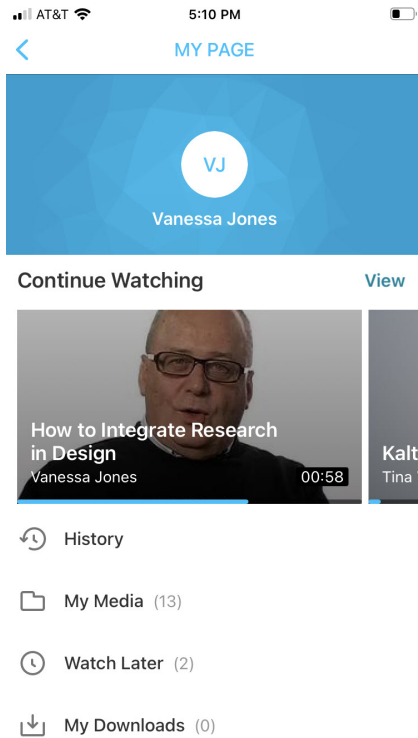 AT&T 5:10 PM
MY PAGE
VJ
Vanessa Jones
Continue Watching View
How to Integrate Research
in Design
Vanessa Jones 00:58
Kalt
Tina
History
My Media (13)
Watch Later (2)
My Downloads (0)